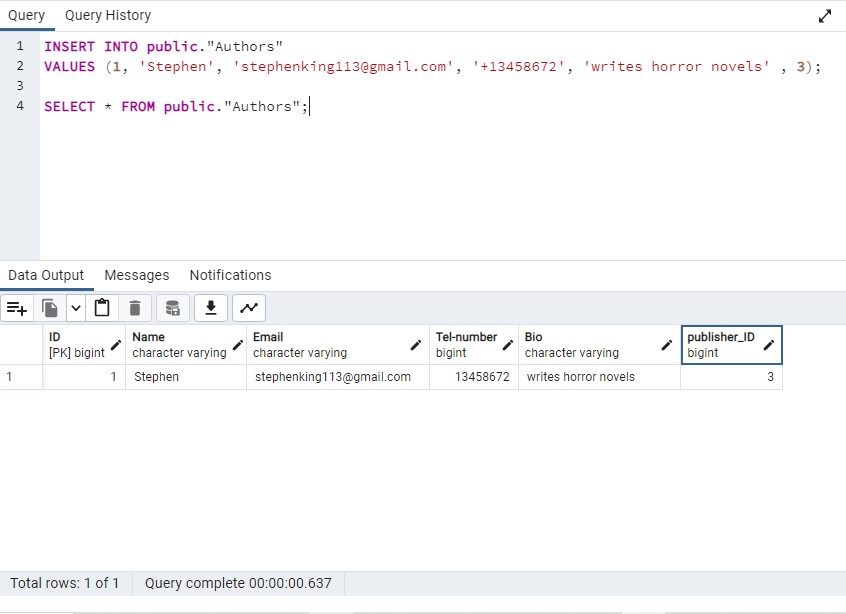 Query Query History
1 INSERT INTO public."Authors"
2 VALUES (1, 'Stephen', 'stephenking113@gmail.com', '+13458672', 'writes horror novels' , 3);
3
4 SELECT * FROM public."Authors";
Data Output Messages Notifications
ID Name Email Tel-number Bio publisher_ID
[PK] bigint character varying character varying bigint character varying bigint
1 1 Stephen stephenking113@gmail.com 13458672 writes horror novels 3
Total rows: 1 of 1 Query complete 00:00:00.637